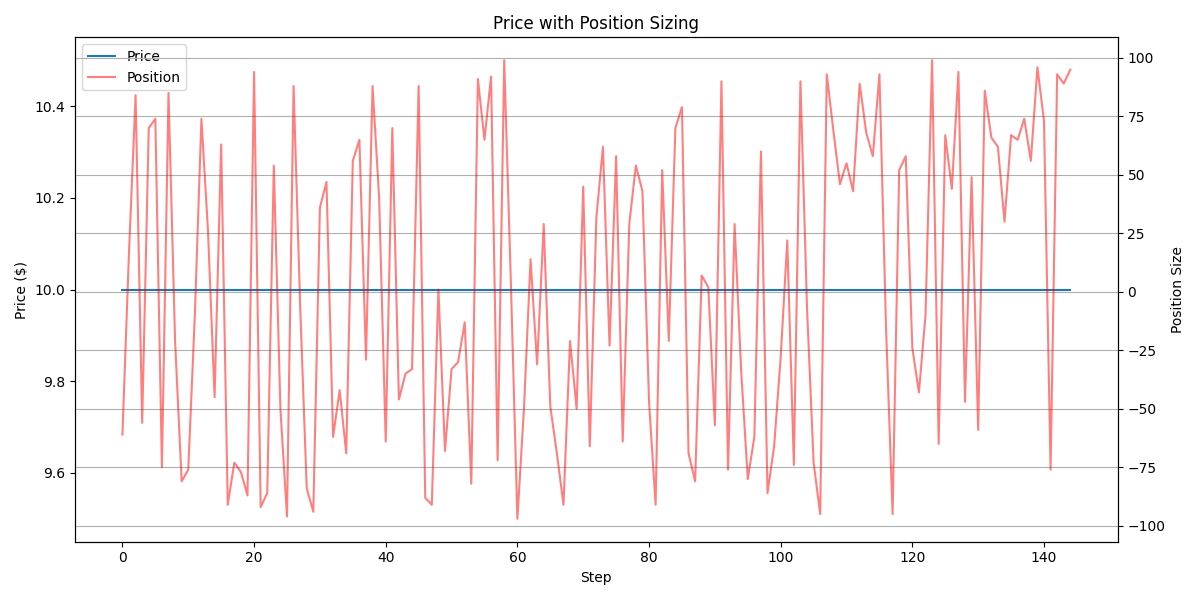 Price with Position Sizing
Price
Position
10.4
10.2
10.0
9.8
9.6
Price ($)
100
75
50
25
0
−25
−50
−75
−100
Position Size
0 20 40 60 80 100 120 140
Step